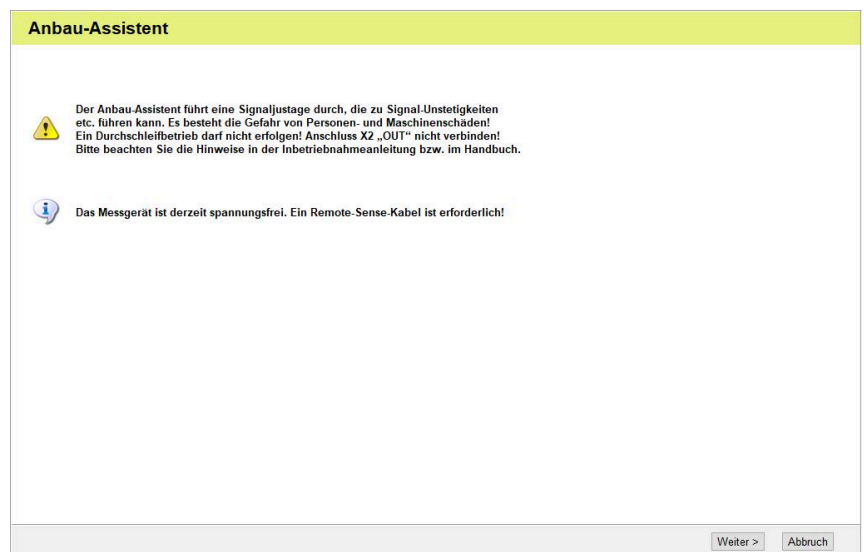 Anbau-Assistent
Der Anbau-Assistent führt eine Signaljustage durch, die zu Signal-Unstetigkeiten
etc. führen kann. Es besteht die Gefahr von Personen- und Maschinenschäden!
Ein Durchschleifbetrieb darf nicht erfolgen! Anschluss X2 „OUT“ nicht verbinden!
Bitte beachten Sie die Hinweise in der Inbetriebnahmeanleitung bzw. im Handbuch.
Das Messgerät ist derzeit spannungsfrei. Ein Remote-Sense-Kabel ist erforderlich!
Weiter > Abbruch